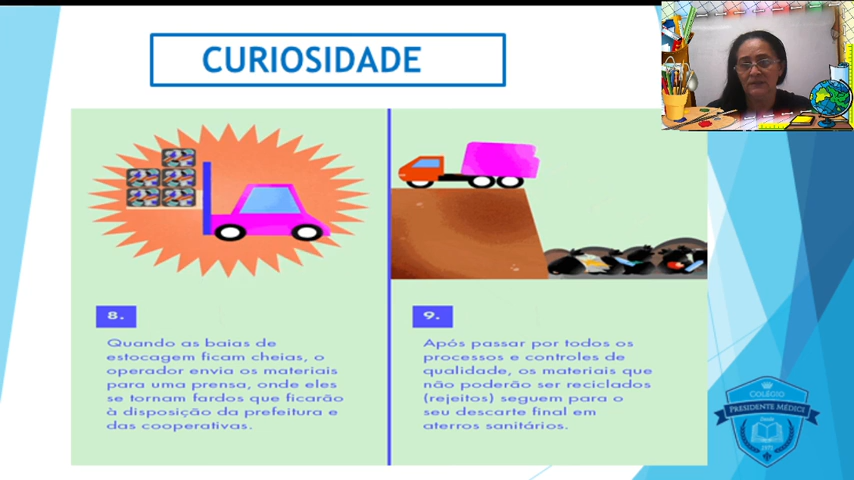 CURIOSIDADE
8.
Quando as baias de
estocagem ficam cheias, o
operador envia os materiais
para uma prensa, onde eles
se tornam fardos que ficarão
à disposição da prefeitura e
das cooperativas.
9.
Após passar por todos os
processos e controles de
qualidade, os materiais que
não poderão ser reciclados
(rejeitos) seguem para o
seu descarte final em
aterros sanitários.
COLÉGIO
PRESIDENTE MÉDICI